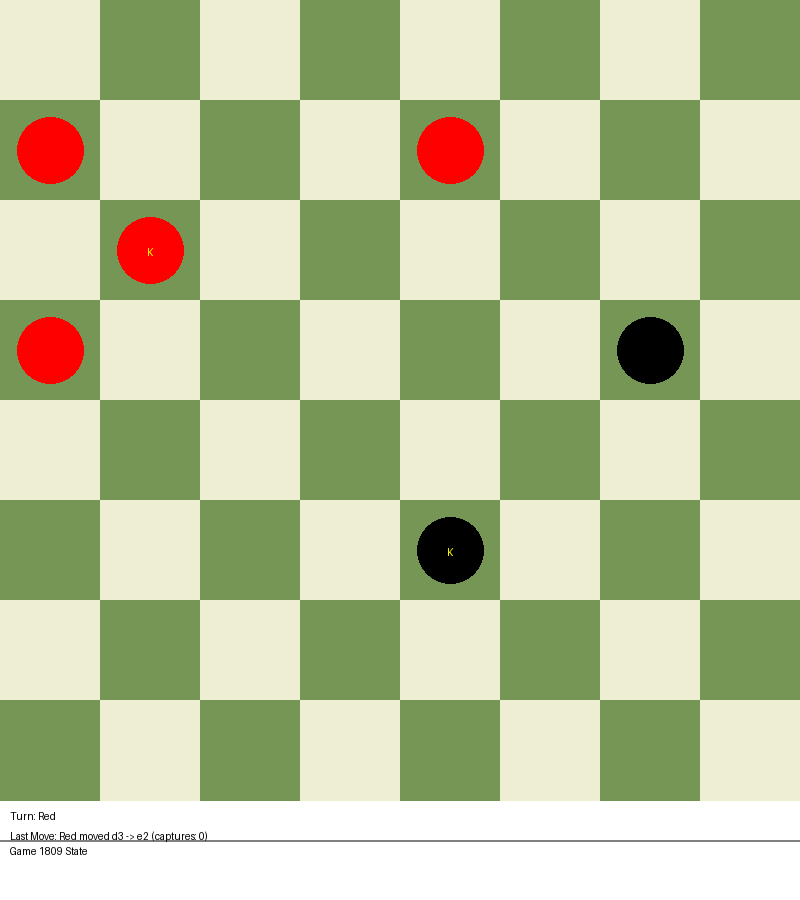 K
K
Turn: Red
Last Move: Red moved d3 -> e2 (captures: 0)
Game 1809 State